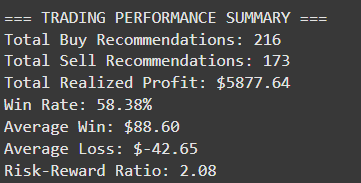 === TRADING PERFORMANCE SUMMARY ===
Total Buy Recommendations: 216
Total Sell Recommendations: 173
Total Realized Profit: $5877.64
Win Rate: 58.38%
Average Win: $88.60
Average Loss: $-42.65
Risk-Reward Ratio: 2.08